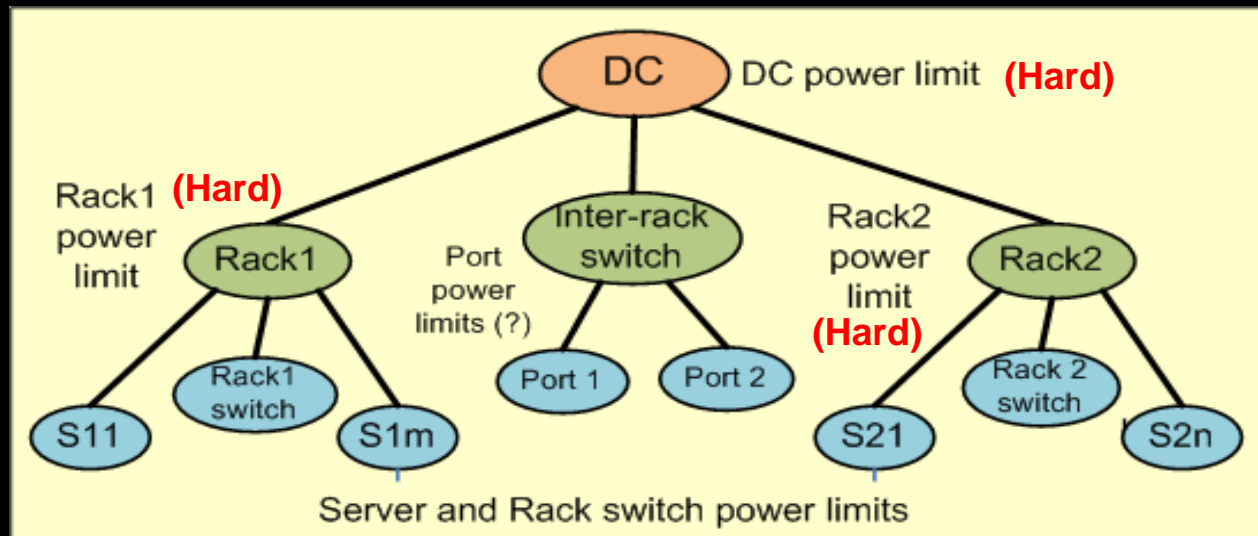 DC
DC power limit (Hard)
Rack1 (Hard)
power
limit
Rack1
Inter-rack
switch
Port
power
limits (?)
Rack2
power
limit
(Hard)
Rack2
S11
Rack1
switch
S1m
Port 1
Port 2
S21
Rack 2
switch
S2n
Server and Rack switch power limits